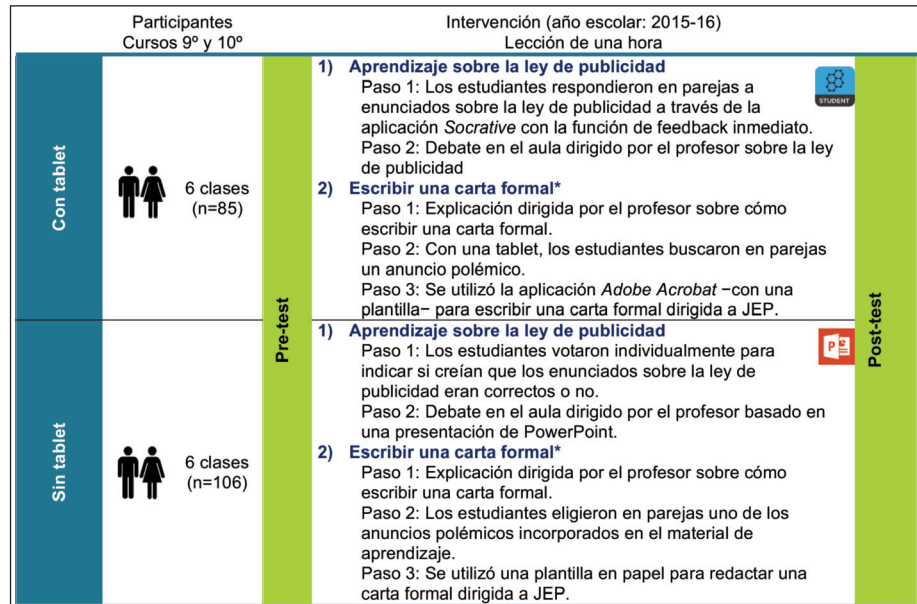 Participantes
Cursos 9º y 10º
Intervención (año escolar: 2015-16)
Lección de una hora
Con tablet
6 clases
(n=85)
Pre-test
1) Aprendizaje sobre la ley de publicidad
Paso 1: Los estudiantes respondieron en parejas a
enunciados sobre la ley de publicidad a través de la
aplicación Socrative con la función de feedback inmediato.
Paso 2: Debate en el aula dirigido por el profesor sobre la ley
de publicidad
STUDENT
2) Escribir una carta formal*
Paso 1: Explicación dirigida por el profesor sobre cómo
escribir una carta formal.
Paso 2: Con una tablet, los estudiantes buscaron en parejas
un anuncio polémico.
Paso 3: Se utilizó la aplicación Adobe Acrobat −con una
plantilla− para escribir una carta formal dirigida a JEP.
Post-test
Sin tablet
6 clases
(n=106)
1) Aprendizaje sobre la ley de publicidad
Paso 1: Los estudiantes votaron individualmente para
indicar si creían que los enunciados sobre la ley de
publicidad eran correctos o no.
Paso 2: Debate en el aula dirigido por el profesor basado en
una presentación de PowerPoint.
P
2) Escribir una carta formal*
Paso 1: Explicación dirigida por el profesor sobre cómo
escribir una carta formal.
Paso 2: Los estudiantes eligieron en parejas uno de los
anuncios polémicos incorporados en el material de
aprendizaje.
Paso 3: Se utilizó una plantilla en papel para redactar una
carta formal dirigida a JEP.